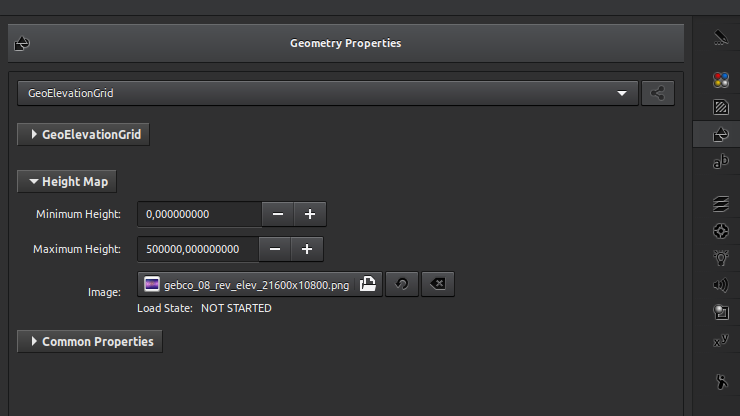 Geometry Properties
GeoElevationGrid
GeoElevationGrid
Height Map
Minimum Height: 0,000000000
Maximum Height: 500000,000000000
Image: gebco_08_rev_elev_21600x10800.png
Load State: NOT STARTED
Common Properties
ab
xy